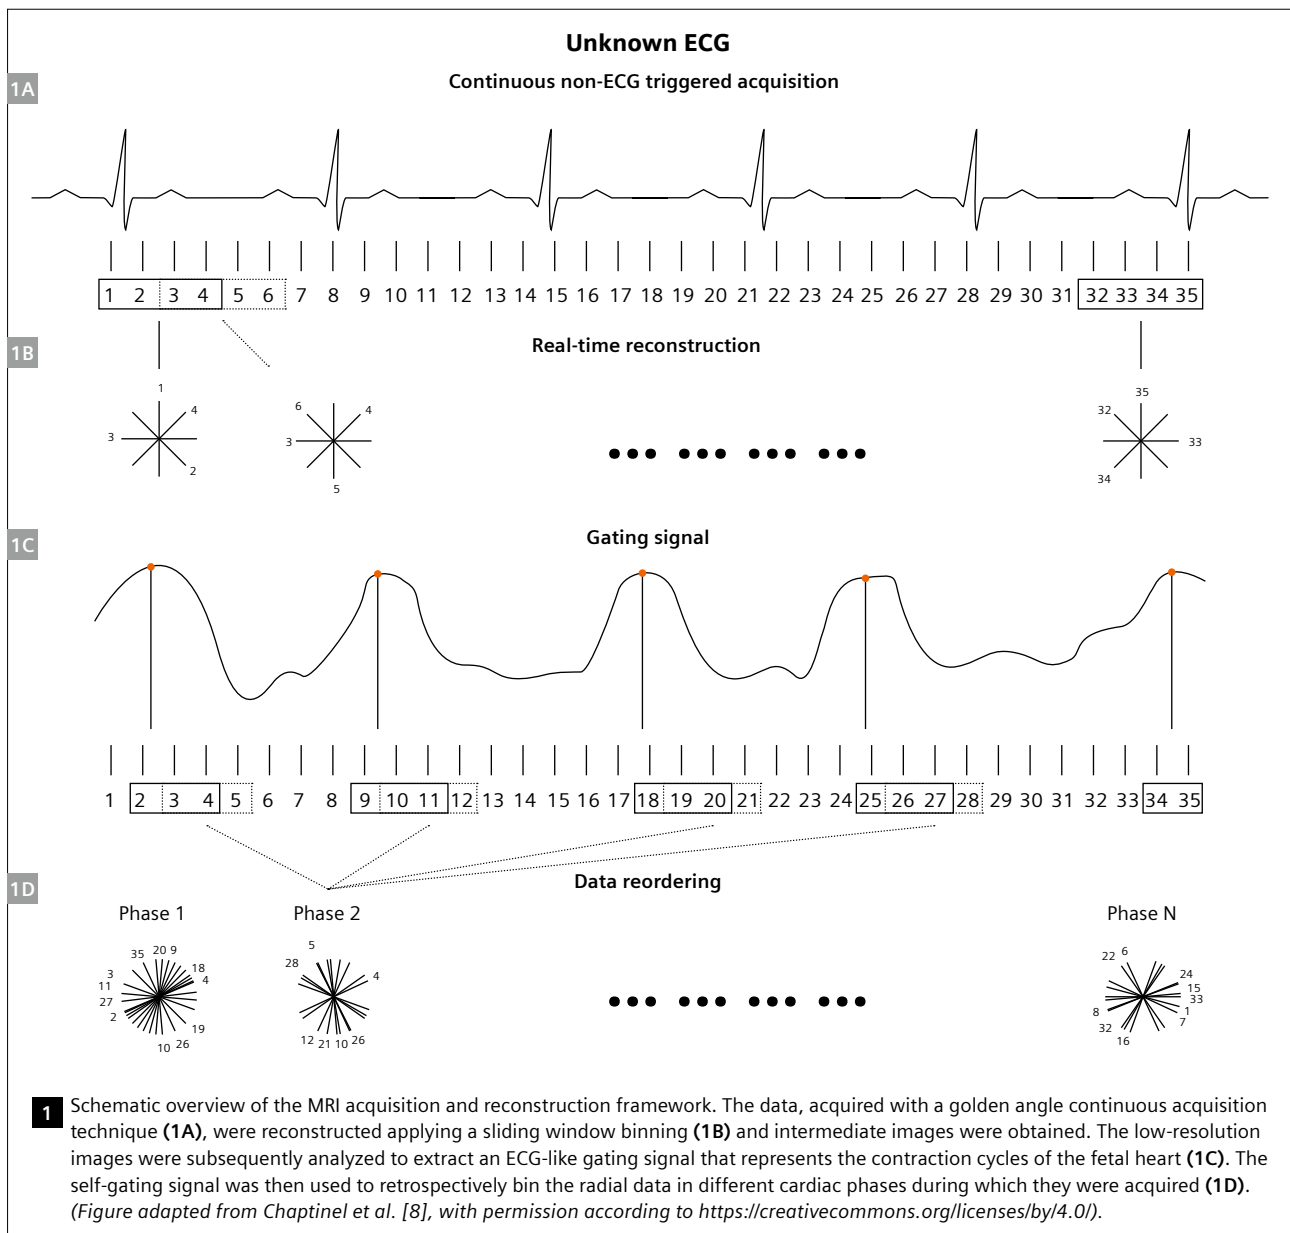 Unknown ECG
1A
Continuous non-ECG triggered acquisition
1 2 3 4 5 6 7 8 9 10 11 12 13 14 15 16 17 18 19 20 21 22 23 24 25 26 27 28 29 30 31 32 33 34 35
1B
Real-time reconstruction
1
4
3
2
6
4
3
5
35
32
33
34
1C
Gating signal
1 2 3 4 5 6 7 8 9 10 11 12 13 14 15 16 17 18 19 20 21 22 23 24 25 26 27 28 29 30 31 32 33 34 35
1D
Data reordering
Phase 1
Phase 2
Phase N
35 20 9
3
18
11
4
27
2
19
10 26
5
28
4
12 21 10 26
22 6
24
15
33
8
1
32
7
16
1 Schematic overview of the MRI acquisition and reconstruction framework. The data, acquired with a golden angle continuous acquisition
technique (1A), were reconstructed applying a sliding window binning (1B) and intermediate images were obtained. The low-resolution
images were subsequently analyzed to extract an ECG-like gating signal that represents the contraction cycles of the fetal heart (1C). The
self-gating signal was then used to retrospectively bin the radial data in different cardiac phases during which they were acquired (1D).
(Figure adapted from Chaptinel et al. [8], with permission according to https://creativecommons.org/licenses/by/4.0/).